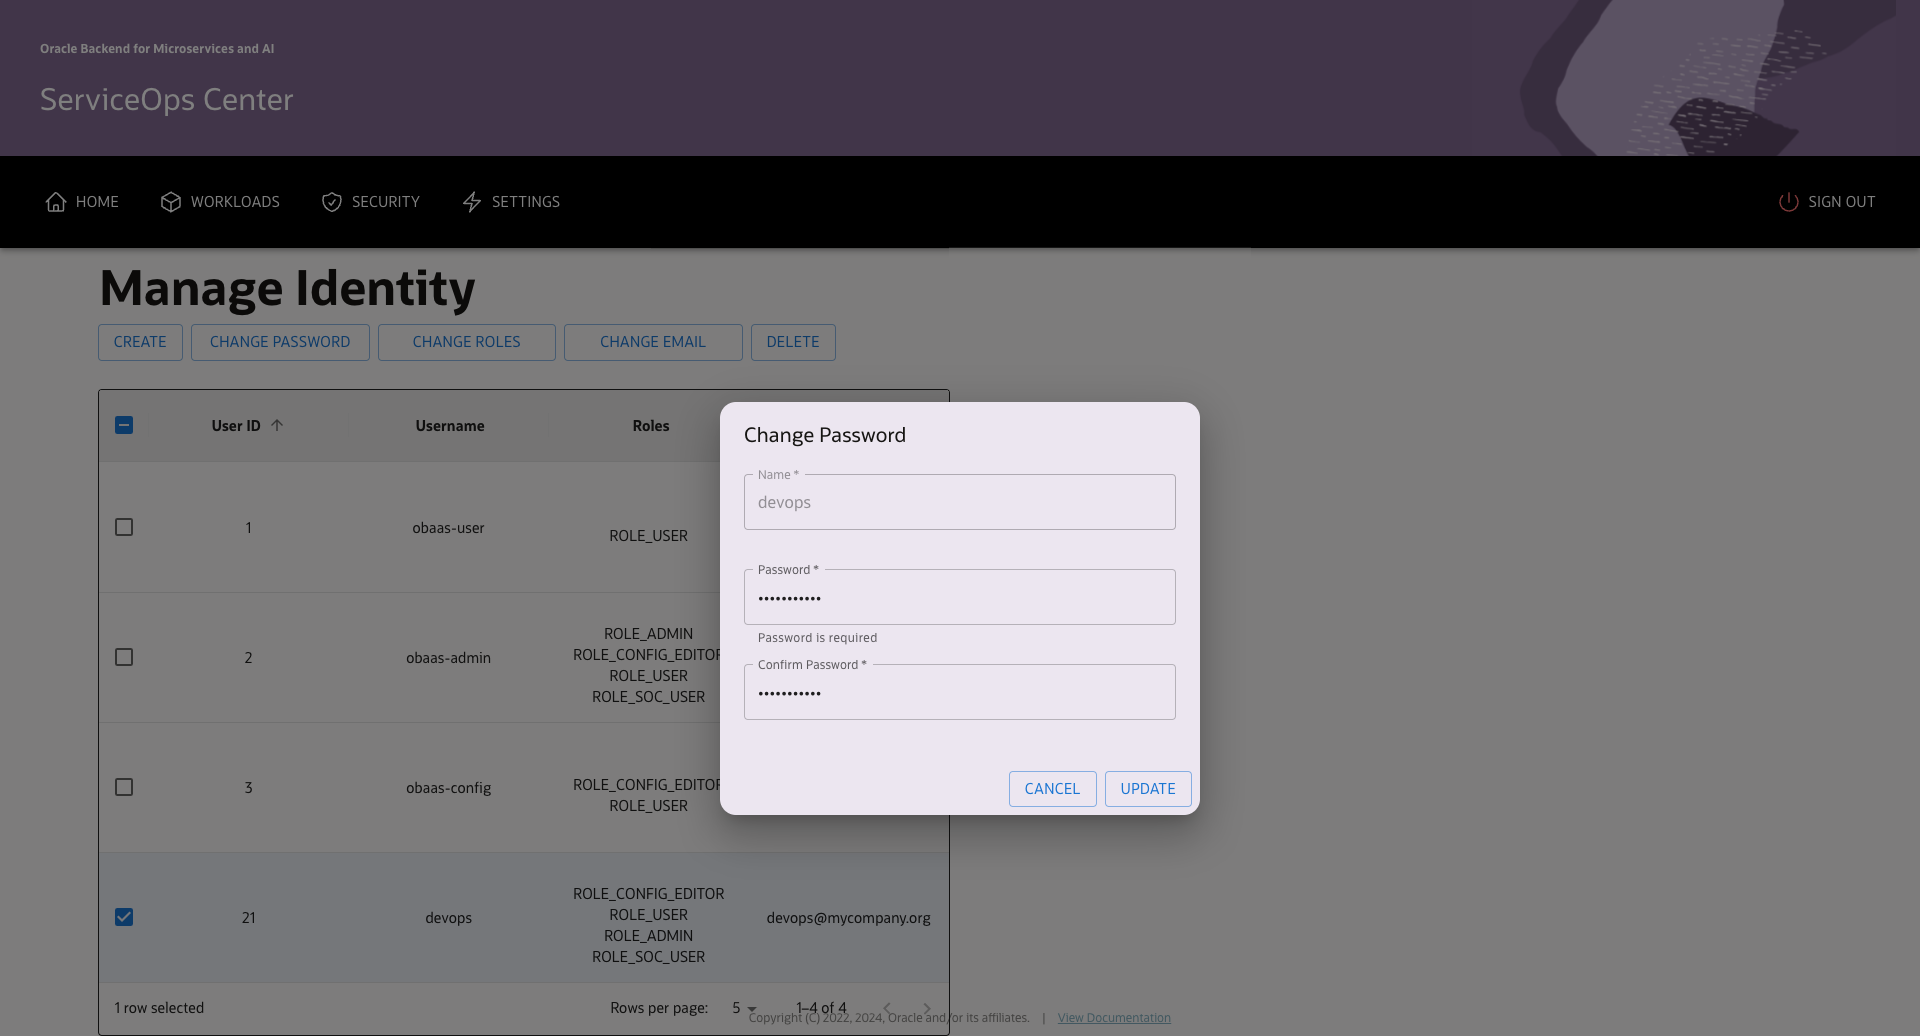 Oracle Backend for Microservices and AI
ServiceOps Center
HOME WORKLOADS SECURITY SETTINGS SIGN OUT
Manage Identity
CREATE CHANGE PASSWORD CHANGE ROLES CHANGE EMAIL DELETE
User ID Username Roles
1 obaas-user ROLE_USER
2 obaas-admin
ROLE_ADMIN
ROLE_CONFIG_EDITOR
ROLE_USER
ROLE_SOC_USER
3 obaas-config
ROLE_CONFIG_EDITOR
ROLE_USER
21 devops
ROLE_CONFIG_EDITOR
ROLE_USER
ROLE_ADMIN
ROLE_SOC_USER
devops@mycompany.org
1 row selected Rows per page: 5 1–4 of 4
Change Password
Name *
devops
Password *
•••••••••••
Password is required
Confirm Password *
•••••••••••
CANCEL UPDATE
Copyright (C) 2022, 2024, Oracle and/or its affiliates. | View Documentation